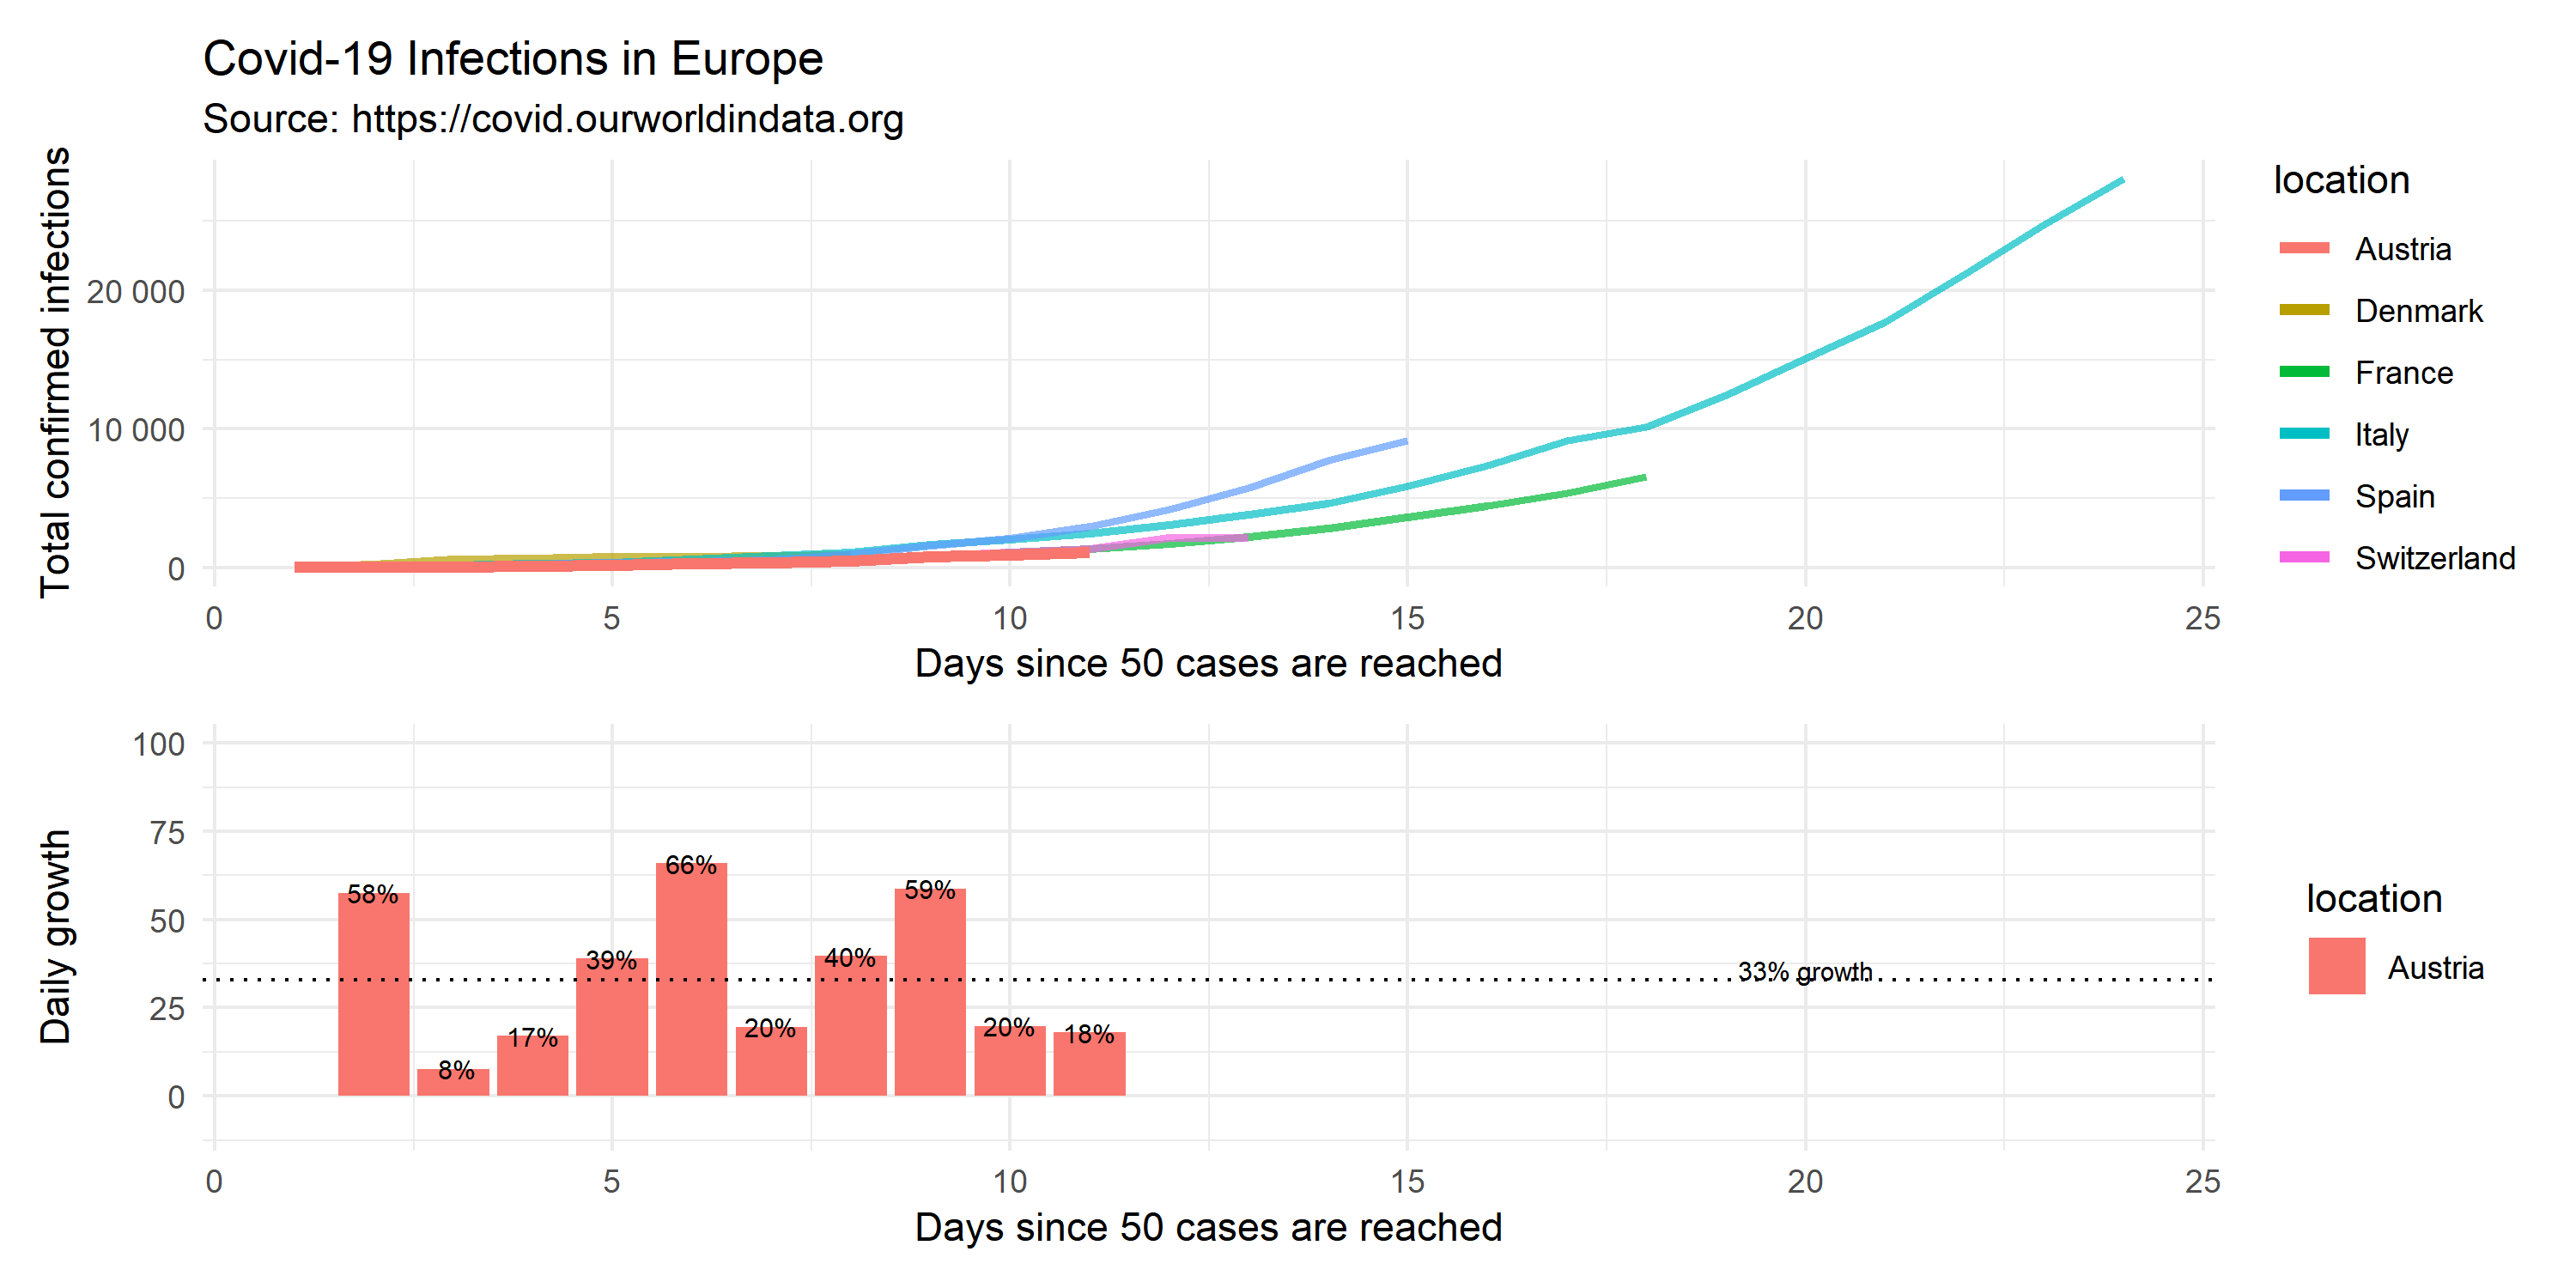 Covid-19 Infections in Europe
Source: https://covid.ourworldindata.org
Total confirmed infections
20 000
10 000
0
0 5 10 15 20 25
Days since 50 cases are reached
location
Austria
Denmark
France
Italy
Spain
Switzerland
Daily growth
100
75
50
25
0
58%
8%
17%
39%
66%
20%
40%
59%
20%
18%
33% growth
0 5 10 15 20 25
Days since 50 cases are reached
location
Austria